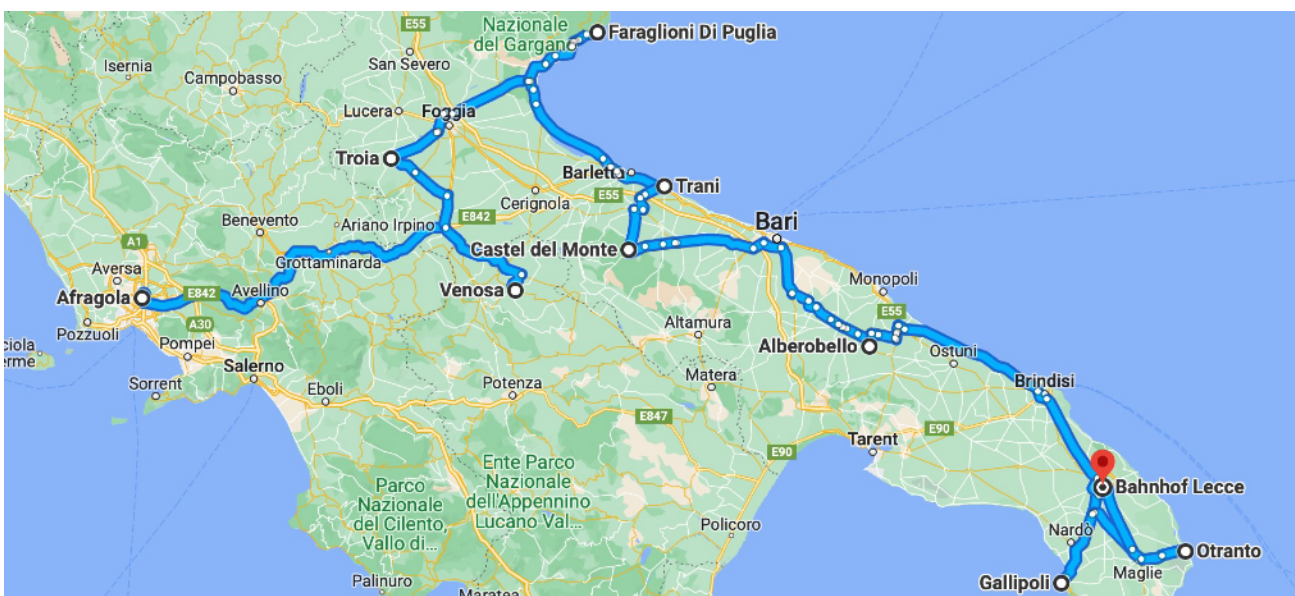 E55
Nazionale
del Gargano
Faraglioni Di Puglia
Isernia
San Severo
Campobasso
Lucera
Foggia
Troia
Barletta
Trani
E55
Cerignola
Bari
Benevento
Ariano Irpino
E842
A1
Castel del Monte
Grottaminarda
Aversa
Monopoli
Afragola
E842
Avellino
Venosa
E55
Pozzuoli
A30
Altamura
Pompei
Alberobello
Ostuni
ciola
erme
Salerno
Matera
Sorrent
Eboli
Potenza
Brindisi
E847
E90
Tarent
E90
Ente Parco
Nazionale
dell'Appennino
Lucano Val...
Parco
Nazionale
del Cilento,
Vallo di...
Bahnhof Lecce
Policoro
Nardò
Otranto
Maglie
Palinuro
Gallipoli
Maratea